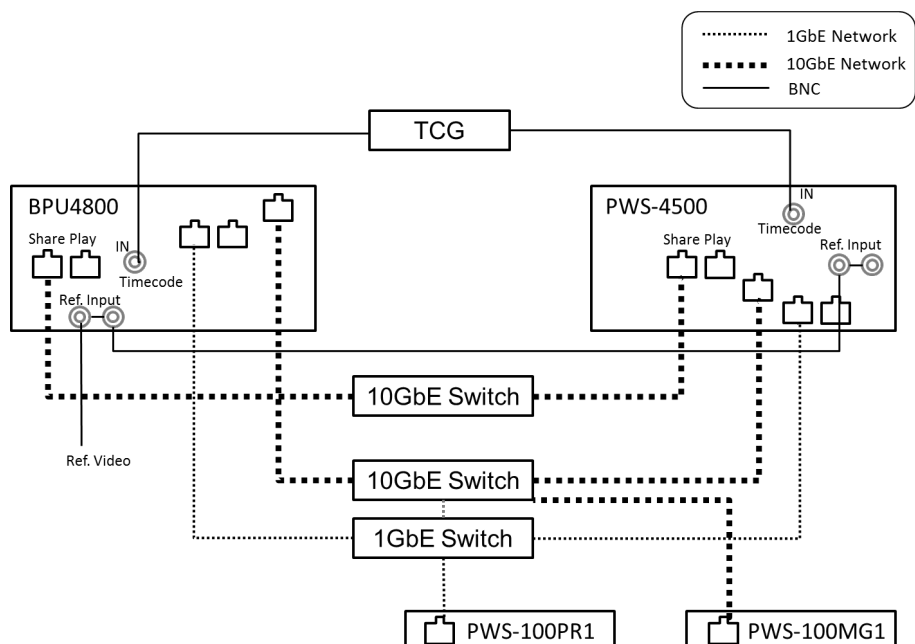 1GbE Network
10GbE Network
BNC
TCG
BPU4800
Share Play
IN
Timecode
Ref. Input
PWS-4500
IN
Timecode
Share Play
Ref. Input
10GbE Switch
Ref. Video
10GbE Switch
1GbE Switch
PWS-100PR1
PWS-100MG1